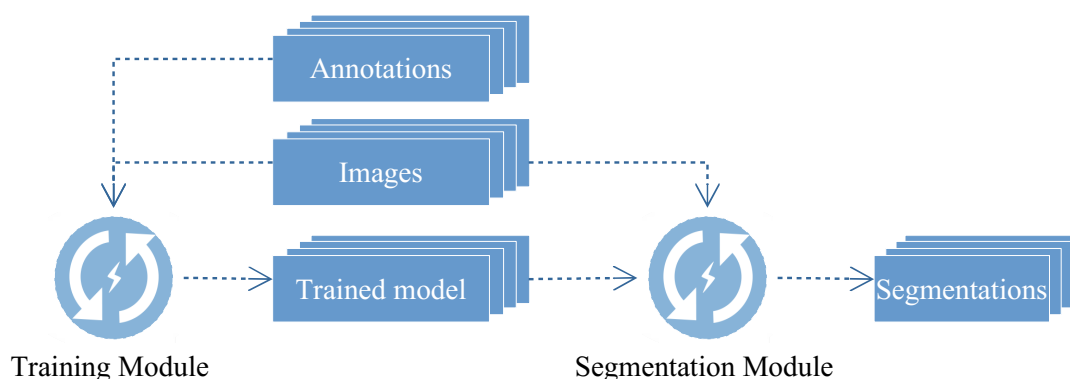 Annotations
Images
Trained model
Segmentations
Training Module
Segmentation Module